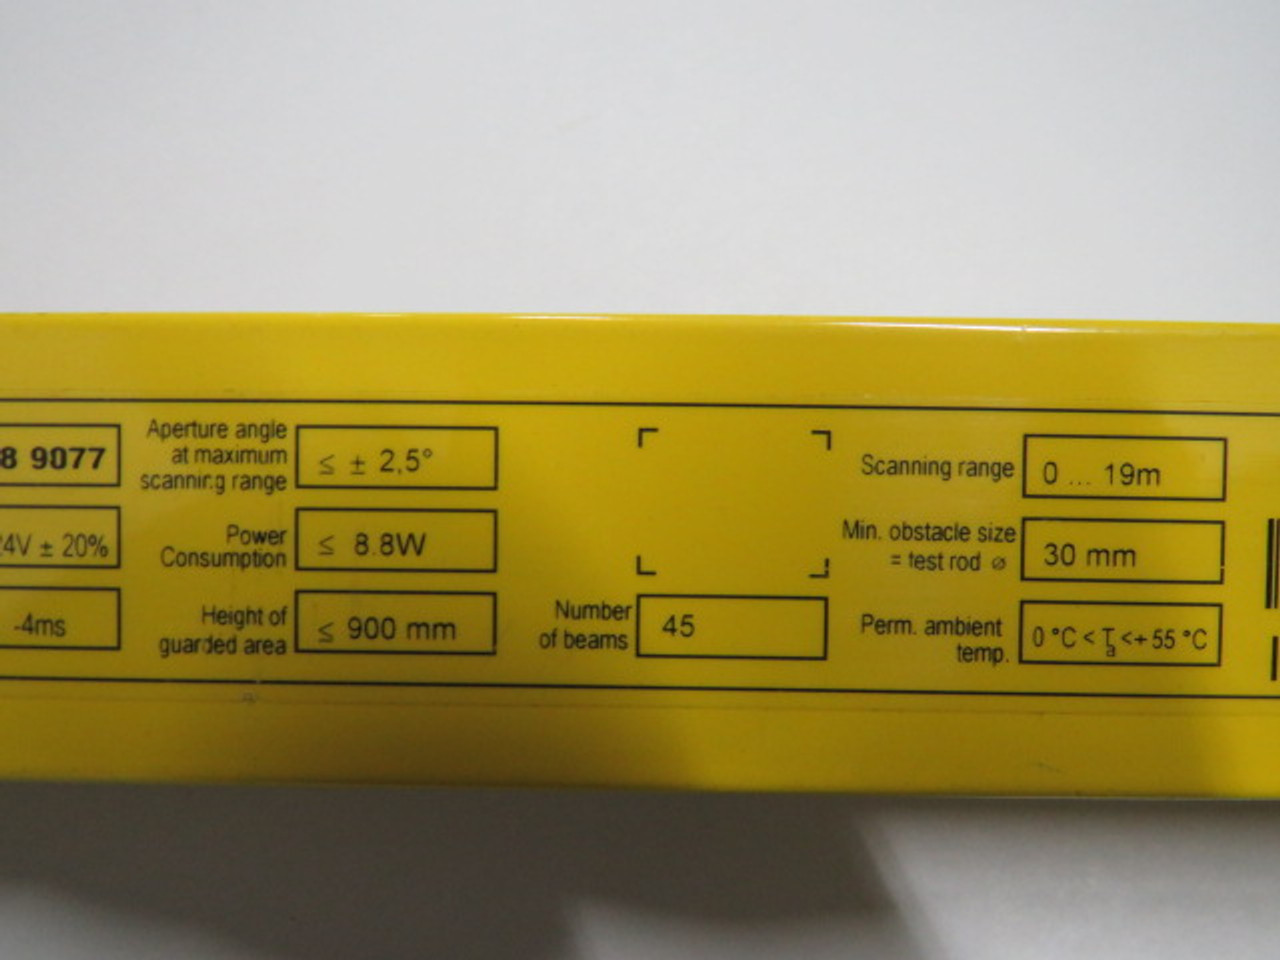 8 9077
24V ± 20%
-4ms
Aperture angle
at maximum
scanning range
≤ ± 2,5°
Power
Consumption
≤ 8.8W
Height of
guarded area
≤ 900 mm
Number
of beams
45
Scanning range
0 ... 19m
Min. obstacle size
= test rod ⌀
30 mm
Perm. ambient
temp.
0 °C < Ta <+ 55 °C